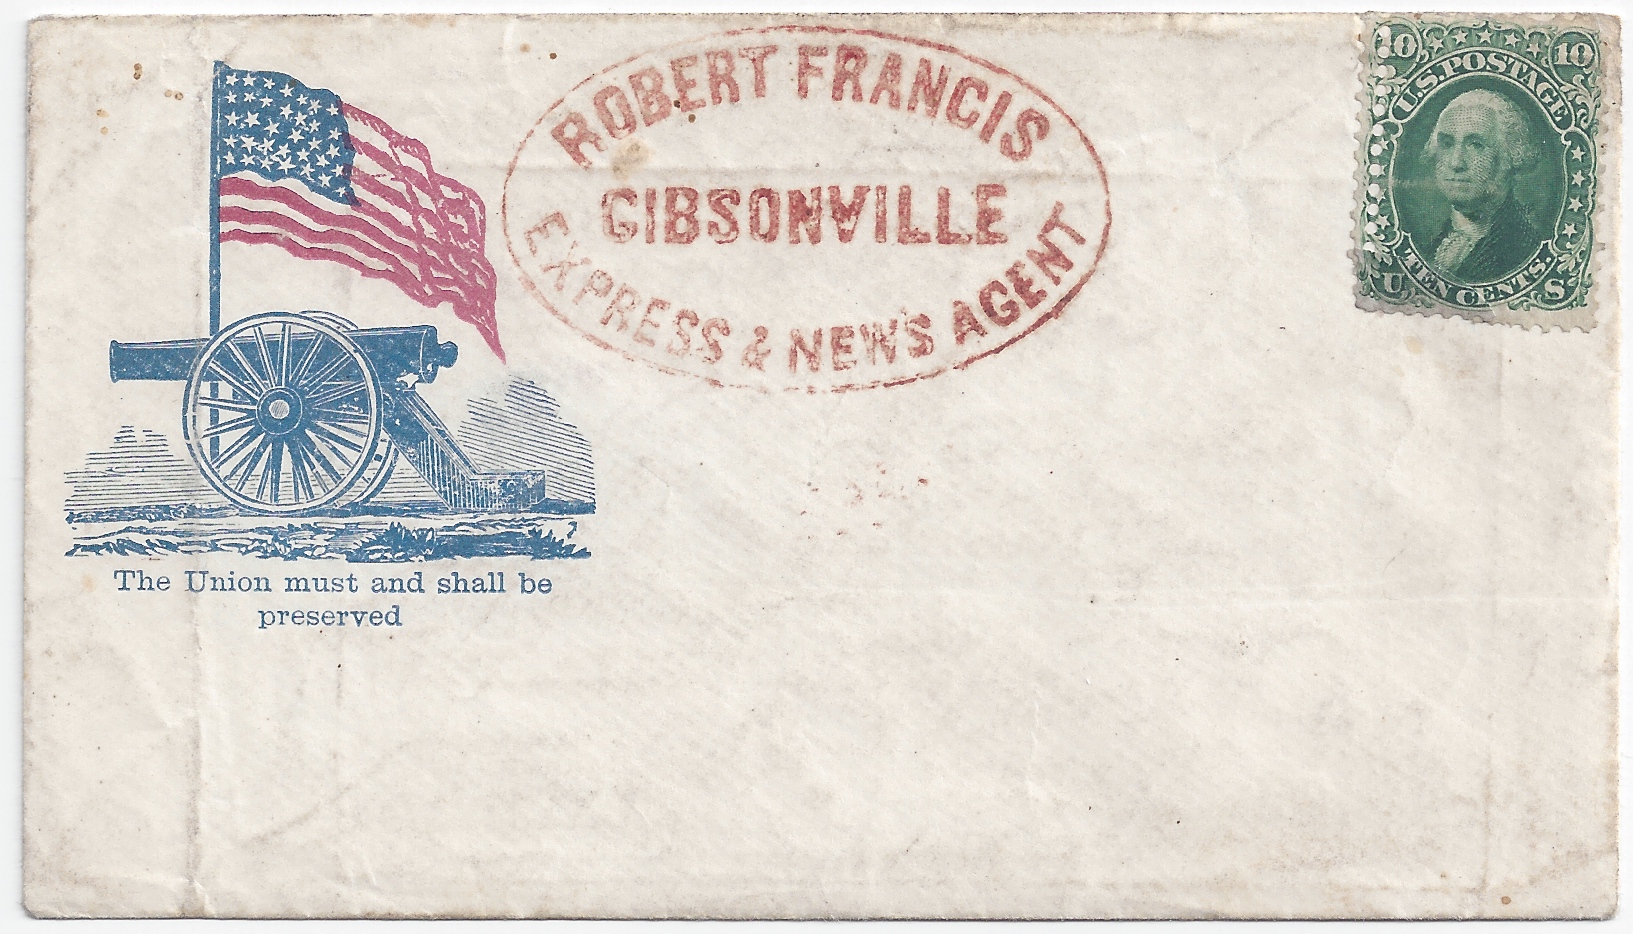 ROBERT FRANCIS
GIBSONVILLE
EXPRESS & NEWS AGENT
10 10
U.S. POSTAGE
TEN CENTS.
U S
The Union must and shall be
preserved